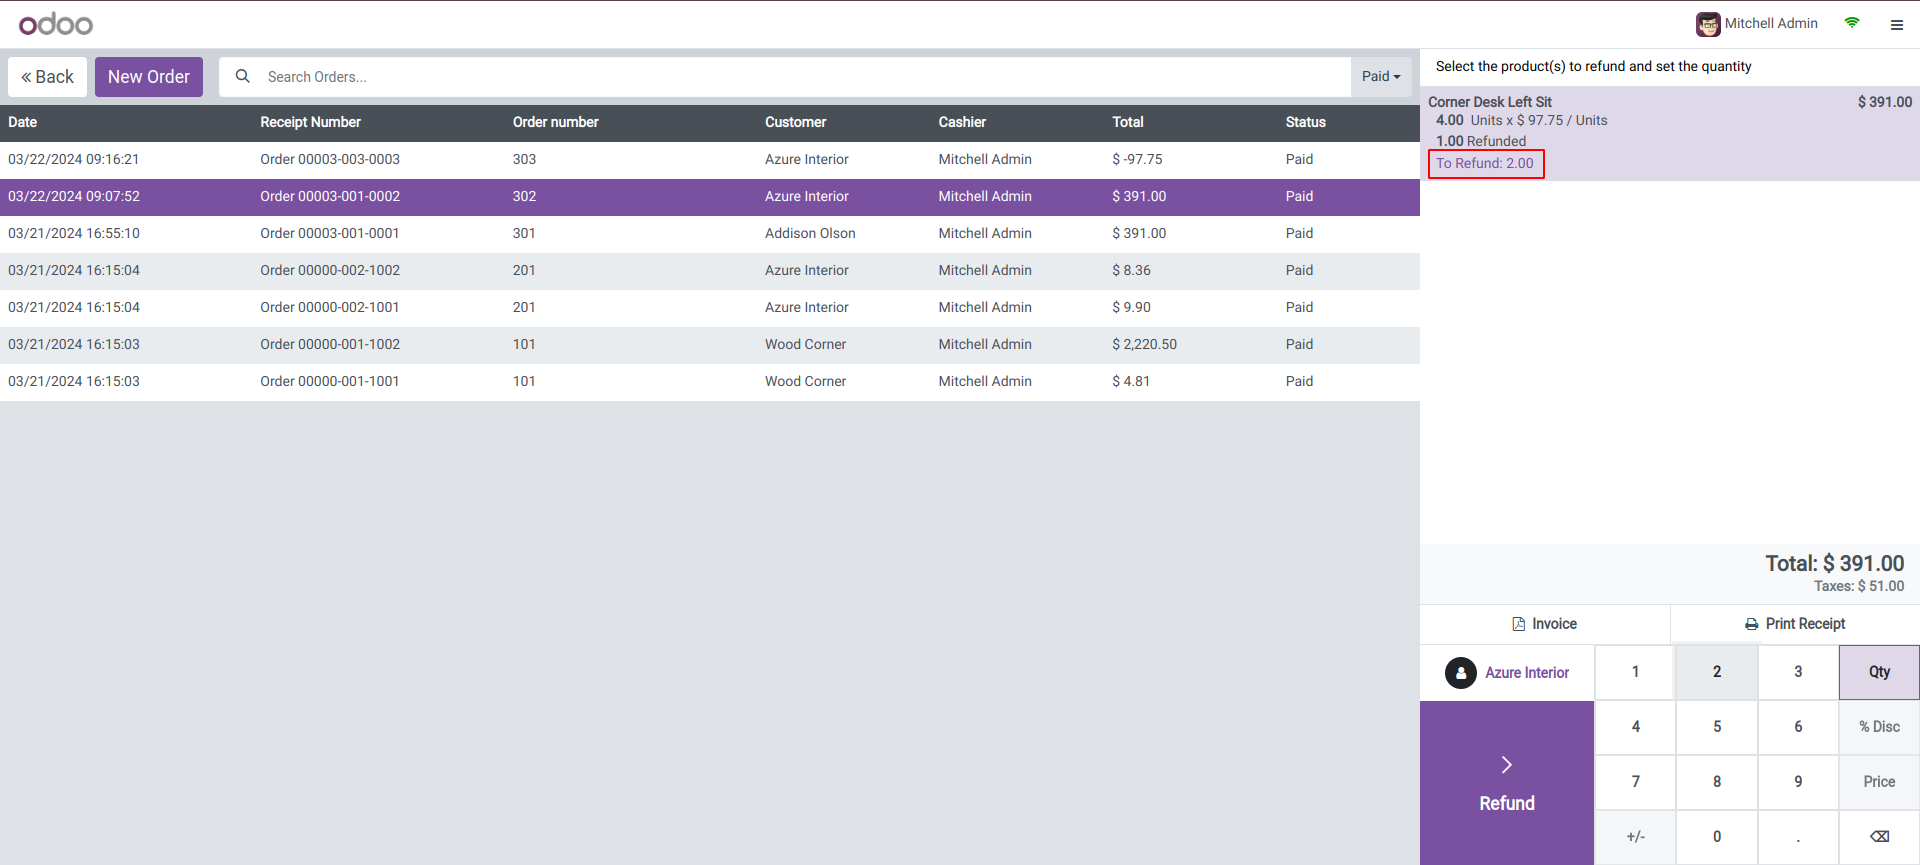 odoo
Mitchell Admin
« Back
New Order
Search Orders...
Paid
Select the product(s) to refund and set the quantity
Date Receipt Number Order number Customer Cashier Total Status
03/22/2024 09:16:21 Order 00003-003-0003 303 Azure Interior Mitchell Admin $ -97.75 Paid
03/22/2024 09:07:52 Order 00003-001-0002 302 Azure Interior Mitchell Admin $ 391.00 Paid
03/21/2024 16:55:10 Order 00003-001-0001 301 Addison Olson Mitchell Admin $ 391.00 Paid
03/21/2024 16:15:04 Order 00000-002-1002 201 Azure Interior Mitchell Admin $ 8.36 Paid
03/21/2024 16:15:04 Order 00000-002-1001 201 Azure Interior Mitchell Admin $ 9.90 Paid
03/21/2024 16:15:03 Order 00000-001-1002 101 Wood Corner Mitchell Admin $ 2,220.50 Paid
03/21/2024 16:15:03 Order 00000-001-1001 101 Wood Corner Mitchell Admin $ 4.81 Paid
Corner Desk Left Sit $ 391.00
4.00 Units x $ 97.75 / Units
1.00 Refunded
To Refund: 2.00
Total: $ 391.00
Taxes: $ 51.00
Invoice
Print Receipt
Azure Interior
Refund
1 2 3 Qty
4 5 6 % Disc
7 8 9 Price
+/- 0 .